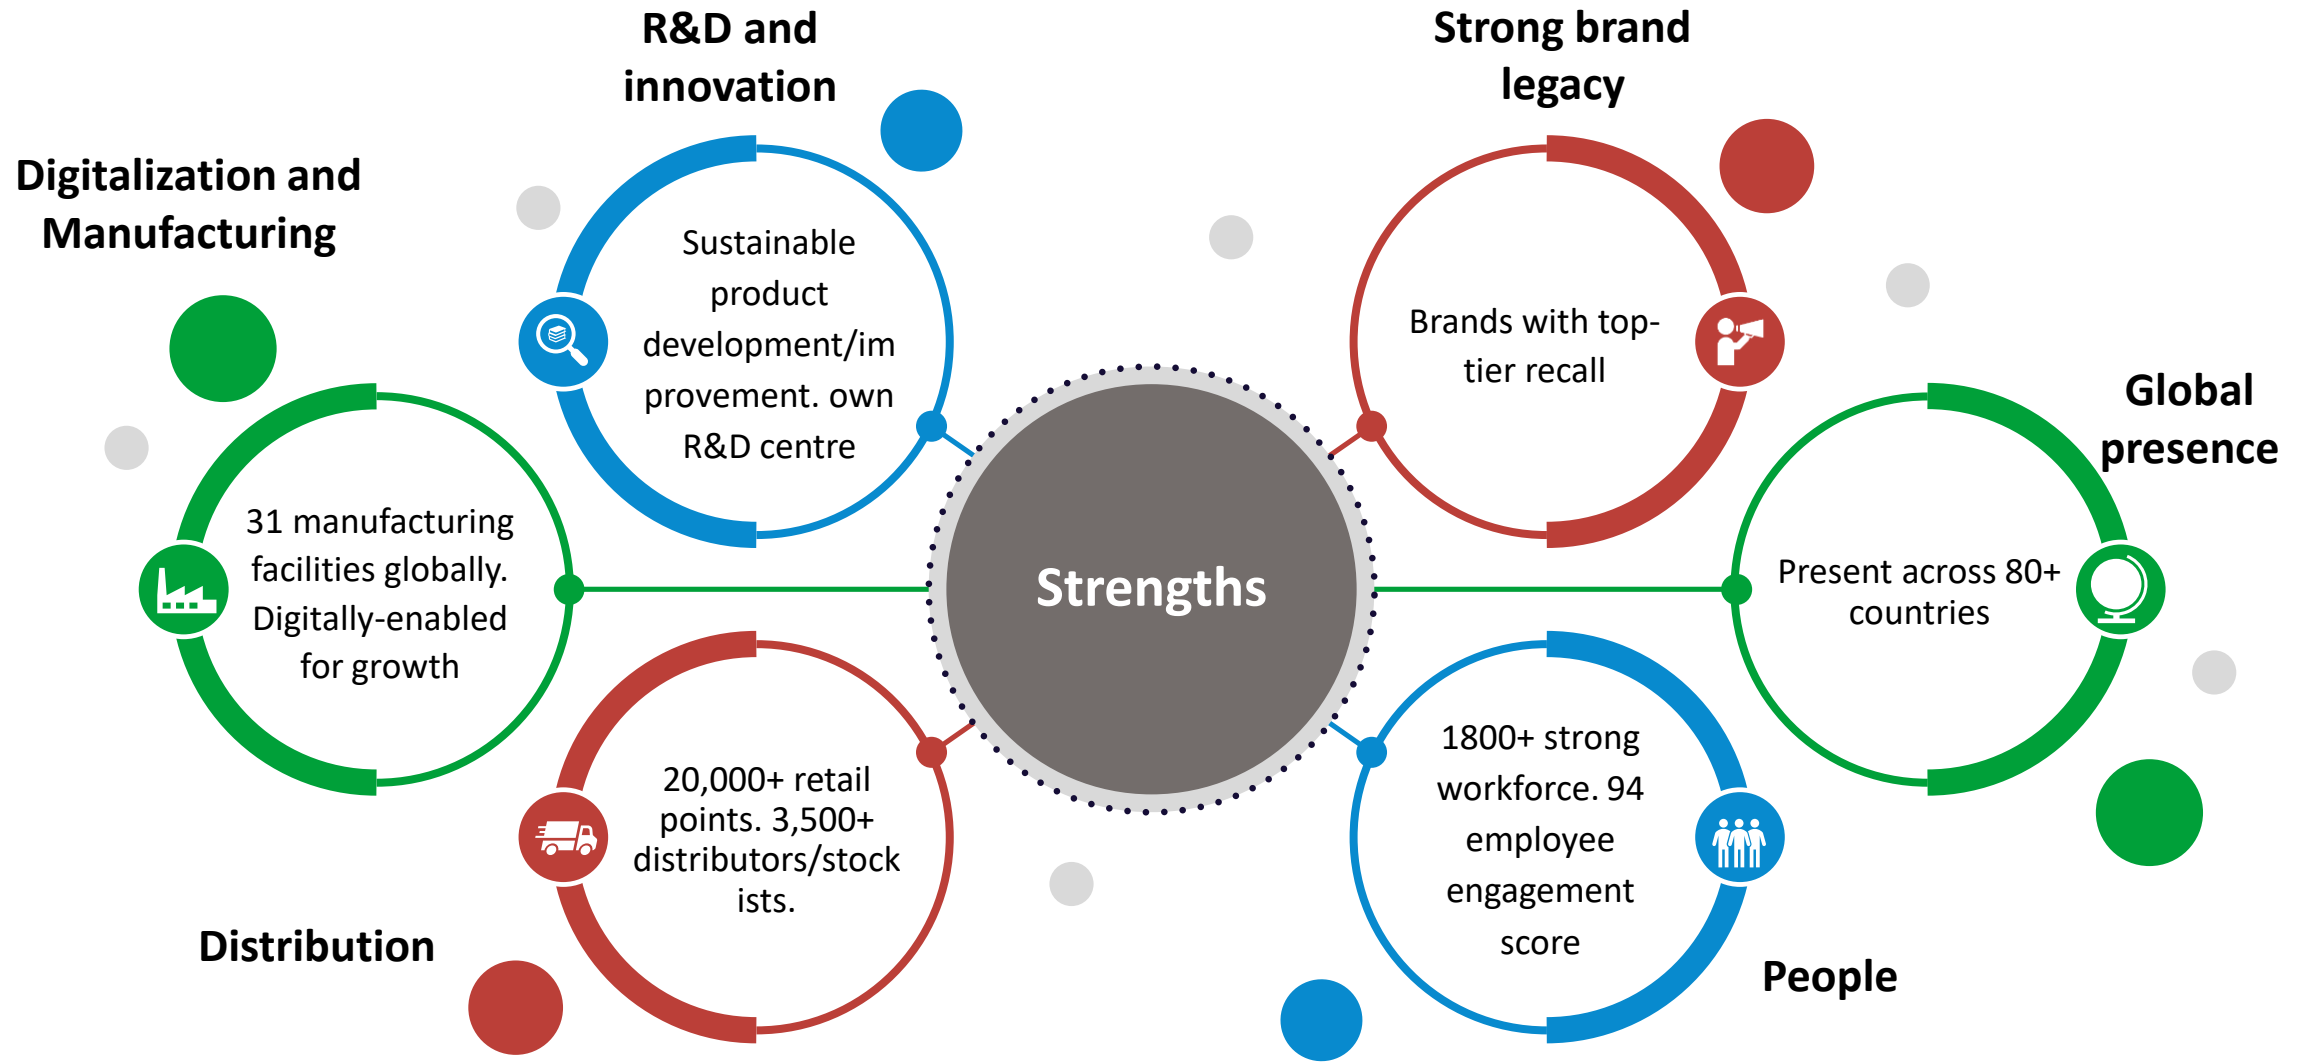 R&D and
innovation
Strong brand
legacy
Digitalization and
Manufacturing
Sustainable
product
development/im
provement. own
R&D centre
Brands with top-
tier recall
Global
presence
31 manufacturing
facilities globally.
Digitally-enabled
for growth
Strengths
Present across 80+
countries
20,000+ retail
points. 3,500+
distributors/stock
ists.
1800+ strong
workforce. 94
employee
engagement
score
Distribution
People